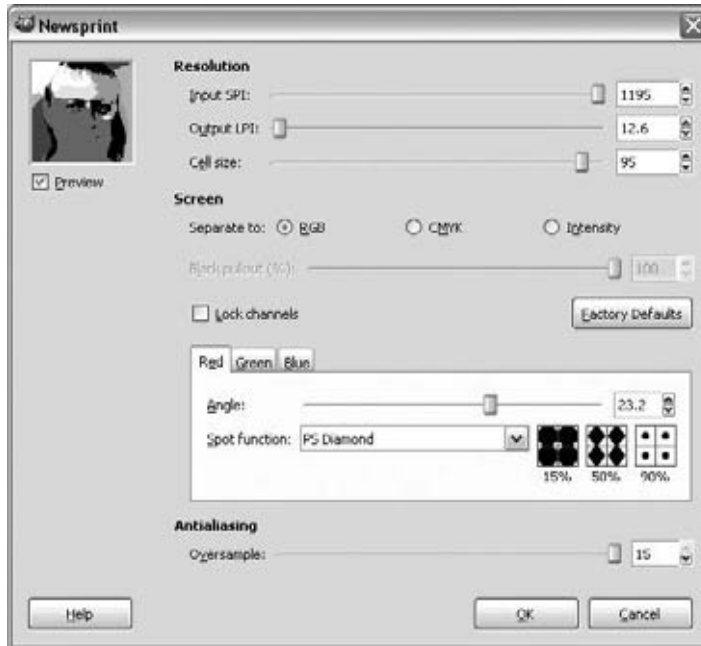 Newsprint
Preview
Resolution
Input SPI: 1195
Output LPI: 12.6
Cell size: 95
Screen
Separate to: RGB CMYK Intensity
Black pullout (%): 100
Lock channels
Factory Defaults
Red Green Blue
Angle: 23.2
Spot function: PS Diamond
15% 50% 90%
Antialiasing
Oversample: 15
Help OK Cancel